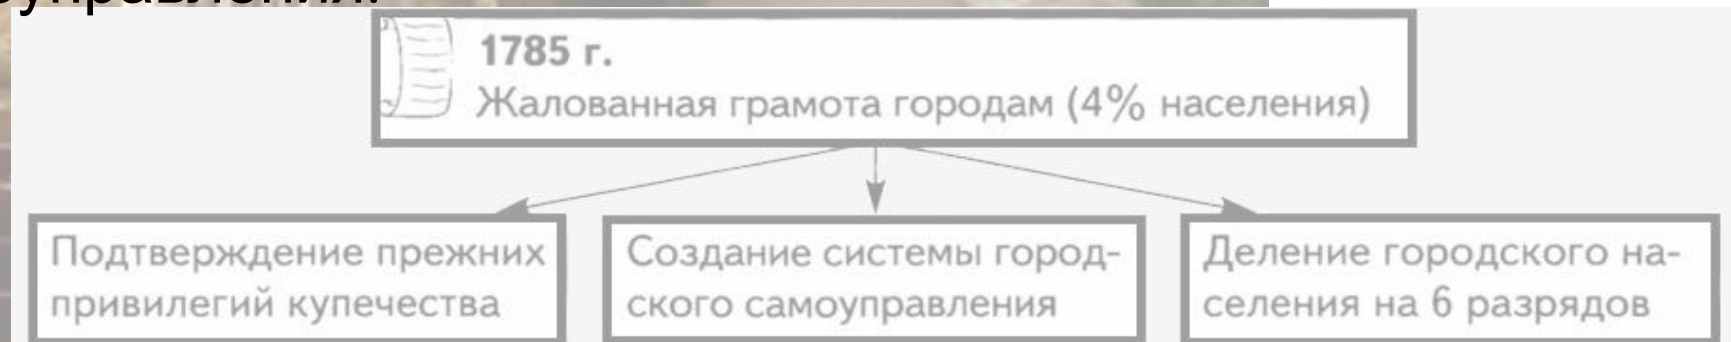 оуправления.
1785 г.
Жалованная грамота городам (4% населения)
Подтверждение прежних
привилегий купечества
Создание системы город-
ского самоуправления
Деление городского на-
селения на 6 разрядов